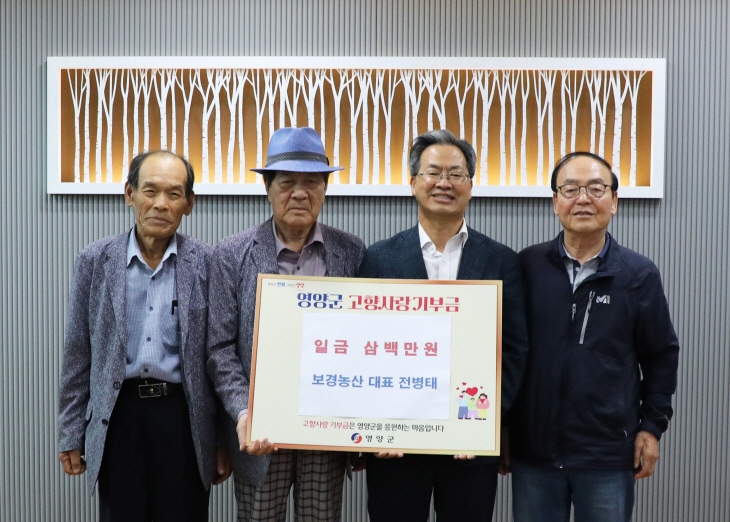 영양군 고향사랑기부금
일금 삼백만원
보경농산 대표 전병태
고향사랑 기부금은 영양군을 응원하는 마음입니다
영양군